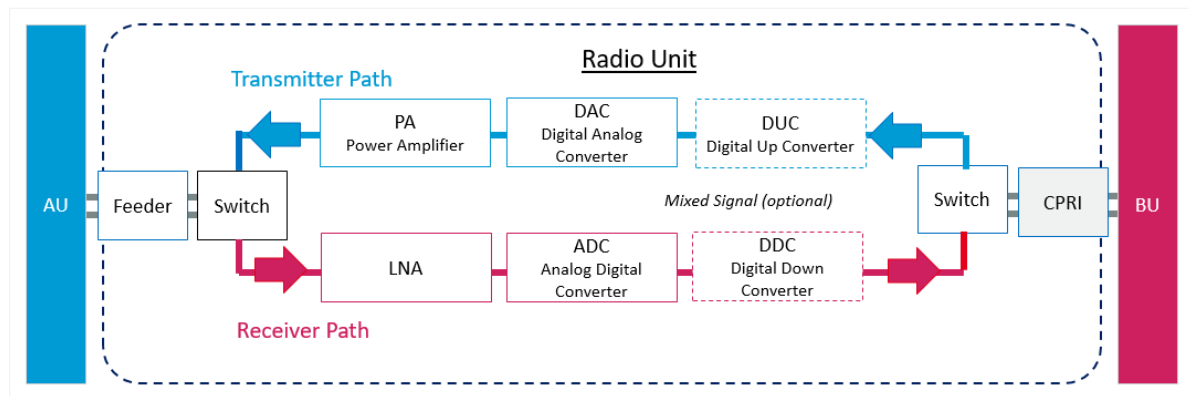 Radio Unit
Transmitter Path
PA
Power Amplifier
DAC
Digital Analog
Converter
DUC
Digital Up Converter
AU
Feeder
Switch
Mixed Signal (optional)
Switch
CPRI
BU
LNA
ADC
Analog Digital
Converter
DDC
Digital Down
Converter
Receiver Path